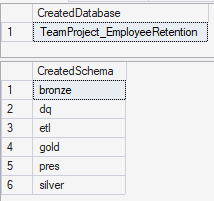 CreatedDatabase
1 TeamProject_EmployeeRetention
CreatedSchema
1 bronze
2 dq
3 etl
4 gold
5 pres
6 silver